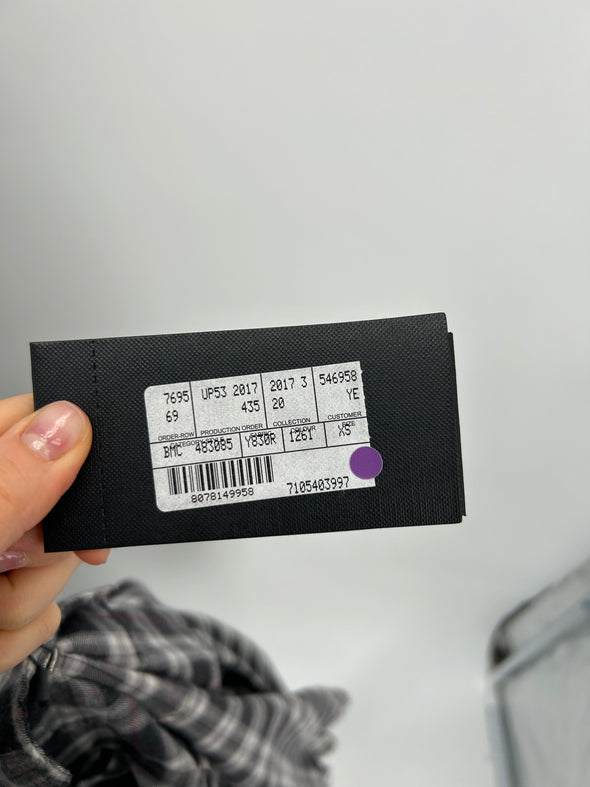 7695 UP53 2017 2017 3 546958
69 435 20 YE
ORDER-ROW PRODUCTION ORDER COLLECTION CUSTOMER
BMC 483085 Y830R 1261 XS
8078149958 7105403997